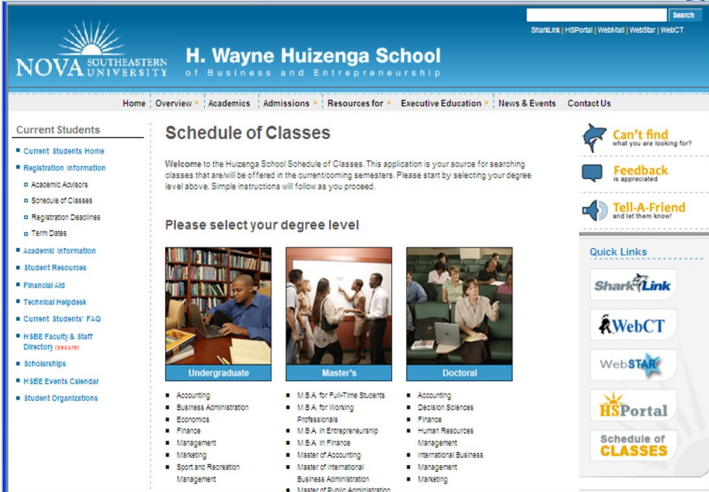 Search
SharkLink | HSPortal | WebMail | WebStar | WebCT
NOVA SOUTHEASTERN
UNIVERSITY
H. Wayne Huizenga School
of Business and Entrepreneurship
Home Overview » Academics Admissions » Resources for » Executive Education » News & Events Contact Us
Current Students
Current Students Home
Registration Information
Academic Advisors
Schedule of Classes
Registration Deadlines
Term Dates
Academic Information
Student Resources
Financial Aid
Technical Helpdesk
Current Students' FAQ
HSBE Faculty & Staff
Directory (secure)
Scholarships
HSBE Events Calendar
Student Organizations
Schedule of Classes
Welcome to the Huizenga School Schedule of Classes. This application is your source for searching
classes that are/will be offered in the current/coming semesters. Please start by selecting your degree
level above. Simple instructions will follow as you proceed.
Please select your degree level
Undergraduate
Accounting
Business Administration
Economics
Finance
Management
Marketing
Sport and Recreation
Management
Master's
M.B.A. for Full-Time Students
M.B.A. for Working
Professionals
M.B.A. in Entrepreneurship
M.B.A. in Finance
Master of Accounting
Master of International
Business Administration
Master of Public Administration
Doctoral
Accounting
Decision Sciences
Finance
Human Resources
Management
International Business
Management
Marketing
Can't find
what you are looking for?
Feedback
is appreciated
Tell-A-Friend
and let them know!
Quick Links
SharkLink
WebCT
WebSTAR
HSPortal
Schedule of
CLASSES